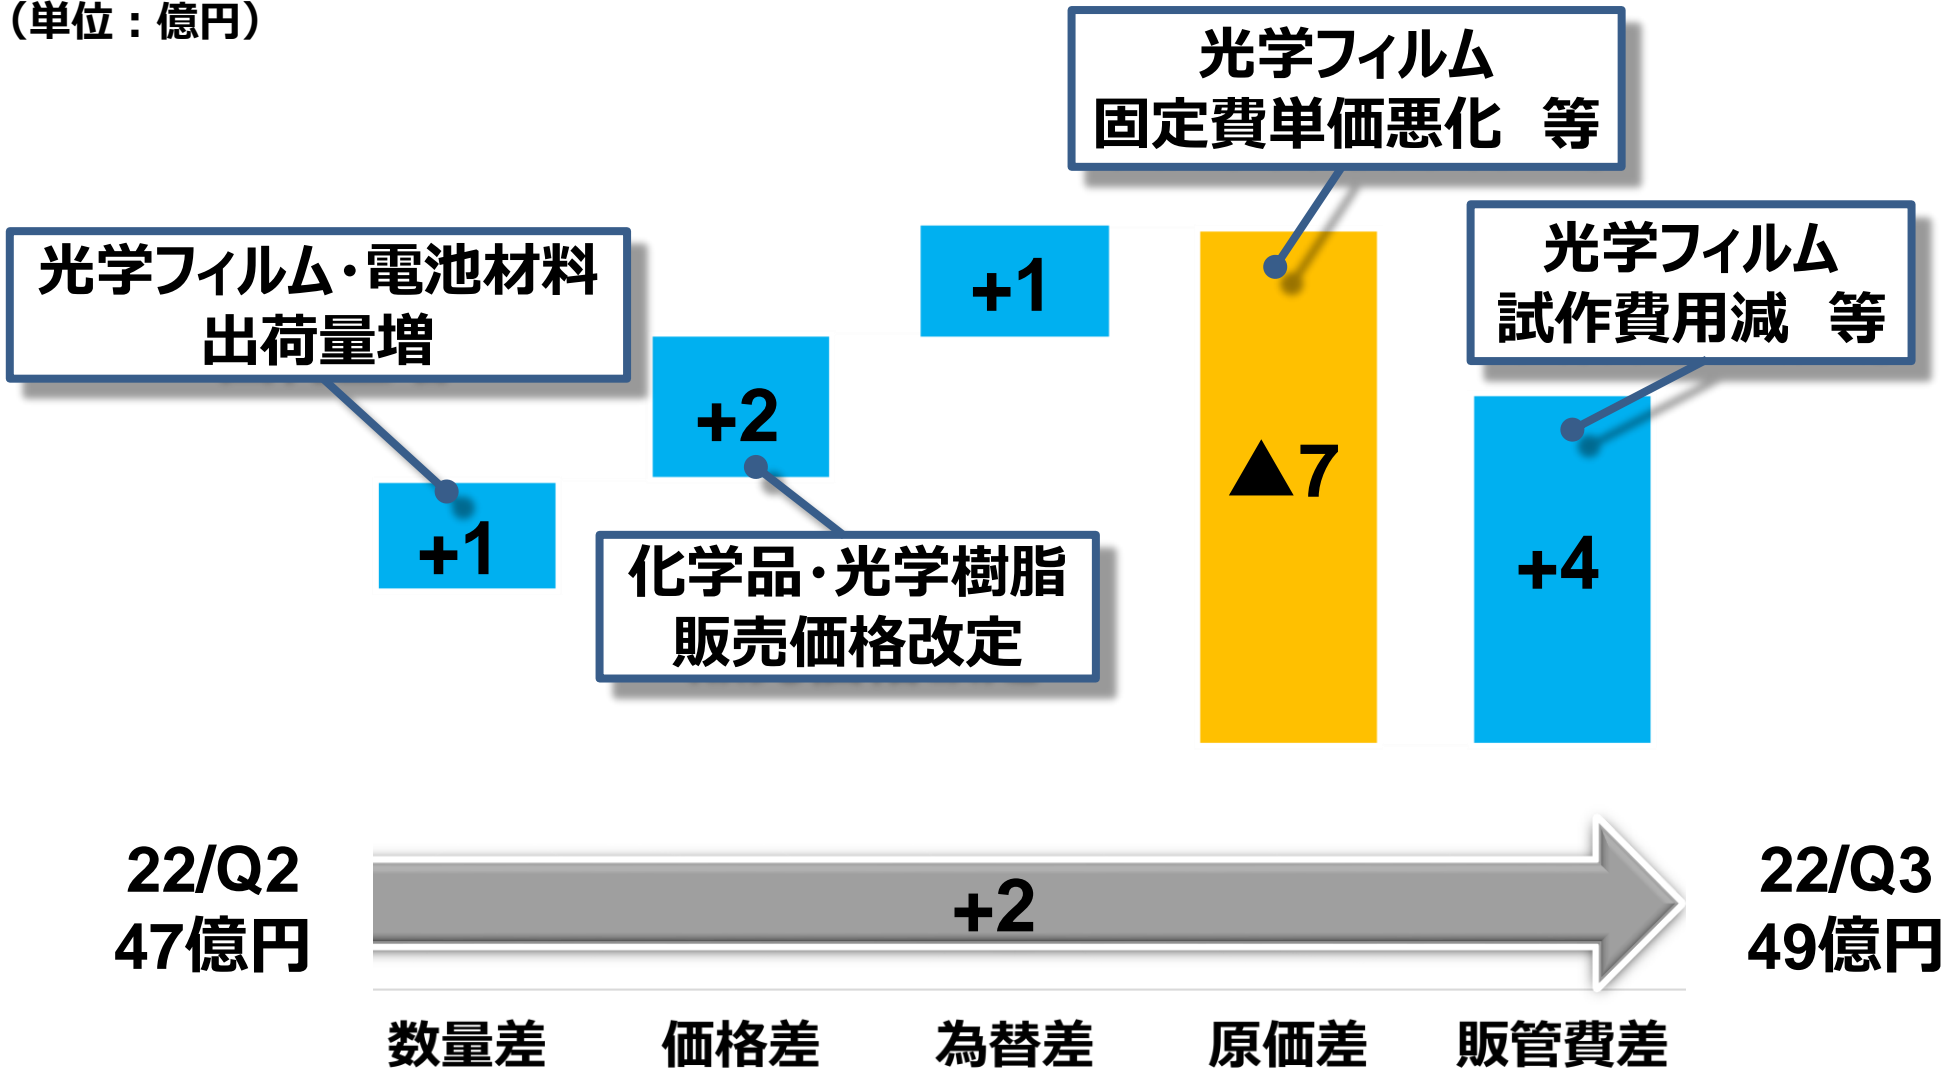 （単位：億円）
光学フィルム
固定費単価悪化　等
光学フィルム・電池材料
出荷量増
光学フィルム
試作費用減　等
+1
+2
+1
▲7
+4
化学品・光学樹脂
販売価格改定
22/Q2
47億円
+2
22/Q3
49億円
数量差
価格差
為替差
原価差
販管費差